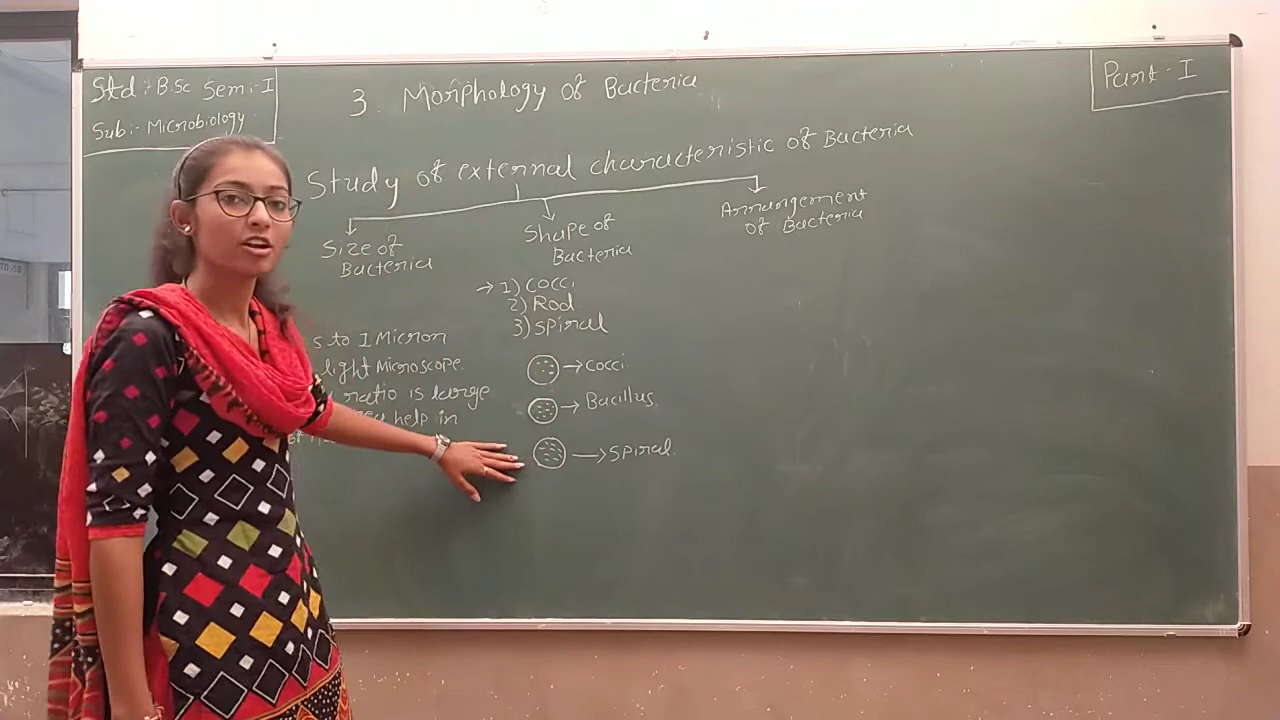 Std :- B.Sc Sem :- I
Sub :- Microbiology
Part - I
3. Morphology of Bacteria
Study of external characteristic of Bacteria
Size of
Bacteria
Shape of
Bacteria
Arrangement
of Bacteria
→ 1) Cocci
2) Rod
3) Spiral
s to 1 Micron
light Microscope.
ratio is large
help in
→ Cocci.
→ Bacillus.
→ Spiral.